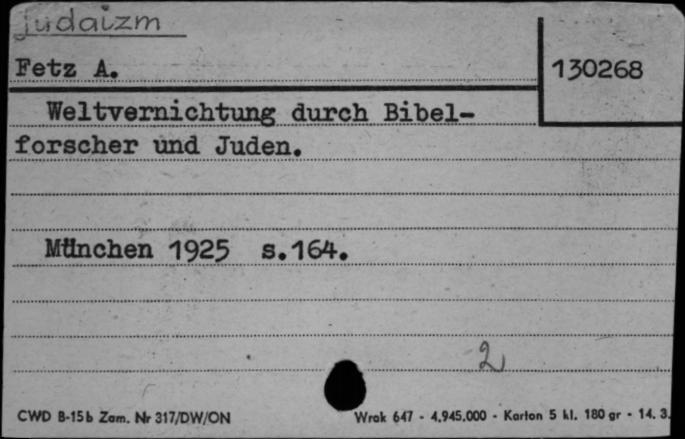 judaizm
Fetz A.
130268
Weltvernichtung durch Bibel-
forscher und Juden.
München 1925 s.164.
2
CWD B-15b Zam. Nr 317/DW/ON
Wrok 647 - 4.945.000 - Karton 5 kl. 180 gr - 14. 3.